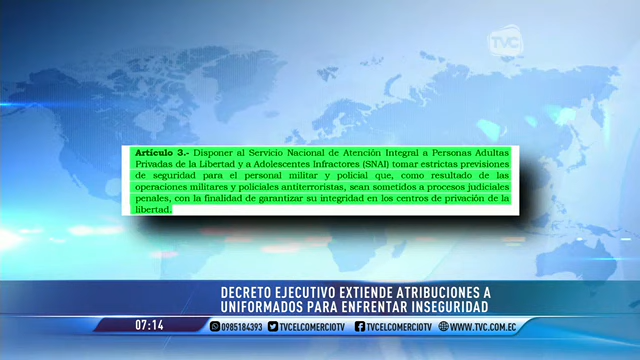 TVC
Artículo 3.- Disponer al Servicio Nacional de Atención Integral a Personas Adultas
Privadas de la Libertad y a Adolescentes Infractores (SNAI) tomar estrictas previsiones
de seguridad para el personal militar y policial que, como resultado de las
operaciones militares y policiales antiterroristas, sean sometidos a procesos judiciales
penales, con la finalidad de garantizar su integridad en los centros de privación de la
libertad.
DECRETO EJECUTIVO EXTIENDE ATRIBUCIONES A
UNIFORMADOS PARA ENFRENTAR INSEGURIDAD
07:14 0985184393 TVCELCOMERCIOTV TVCELCOMERCIOTV WWW.TVC.COM.EC